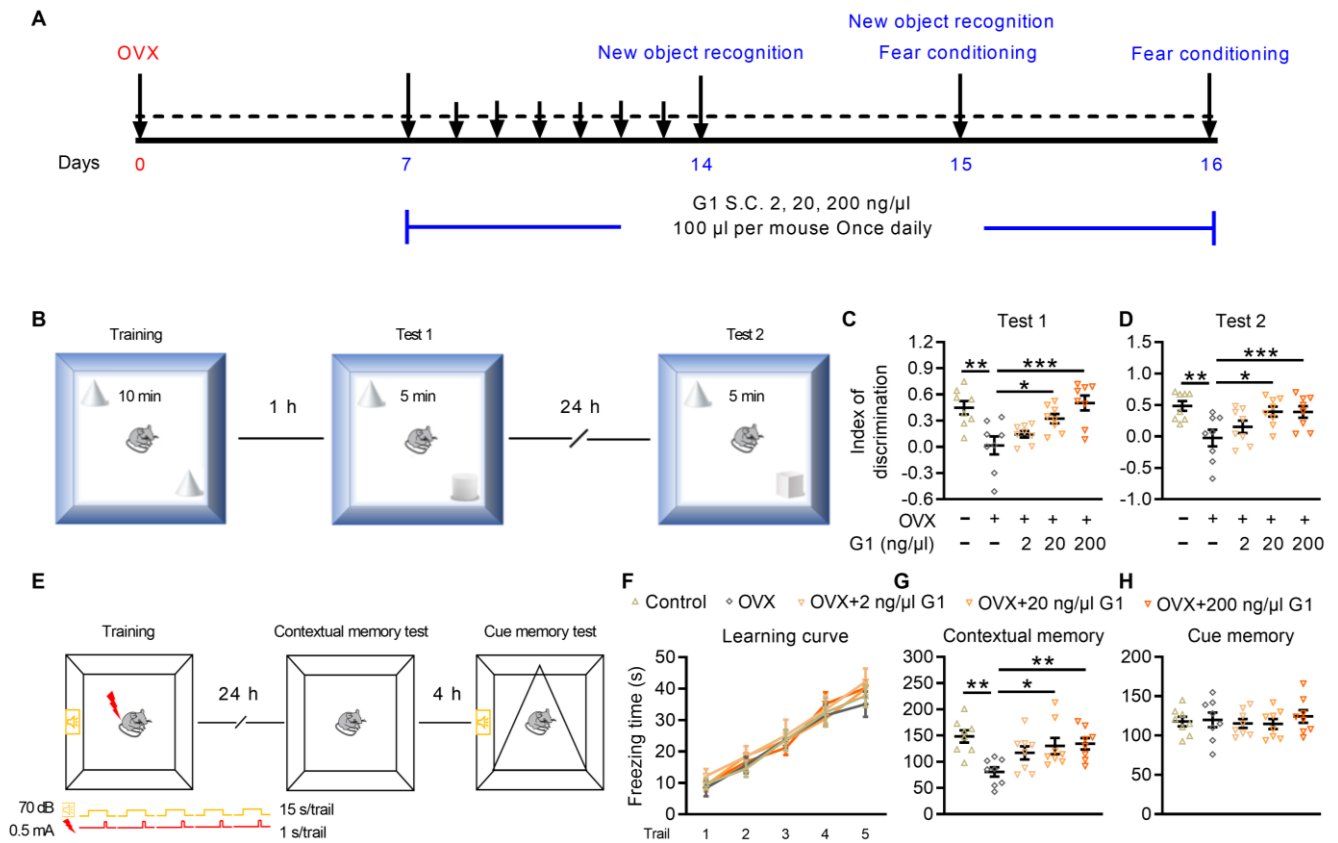 A
OVX
New object recognition
New object recognition
Fear conditioning
Fear conditioning
Days
0
7
14
15
16
G1 S.C. 2, 20, 200 ng/µl
100 µl per mouse Once daily
B
Training
10 min
1 h
Test 1
5 min
24 h
Test 2
5 min
C
Test 1
Index of
discrimination
1.2
0.9
0.6
0.3
0.0
-0.3
-0.6
** * ***
OVX – + + + +
G1 (ng/µl) – – 2 20 200
D
Test 2
2.0
1.5
1.0
0.5
0.0
-0.5
-1.0
** * ***
– + + + +
– – 2 20 200
E
Training
24 h
Contextual memory test
4 h
Cue memory test
70 dB
15 s/trail
0.5 mA
1 s/trail
F
G
H
Control OVX OVX+2 ng/µl G1 OVX+20 ng/µl G1 OVX+200 ng/µl G1
Learning curve
Freezing time (s)
50
40
30
20
10
0
Trail 1 2 3 4 5
Contextual memory
300
250
200
150
100
50
0
** * **
Cue memory
200
150
100
50
0